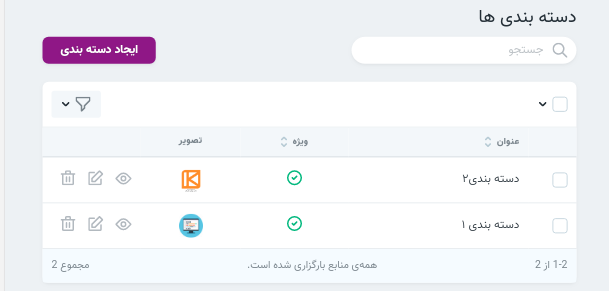 دسته بندی ها
جستجو
ایجاد دسته بندی
عنوان
ویژه
تصویر
دسته بندی۲
دسته بندی ۱
1-2 از 2
همه‌ی منابع بارگزاری شده است.
مجموع 2